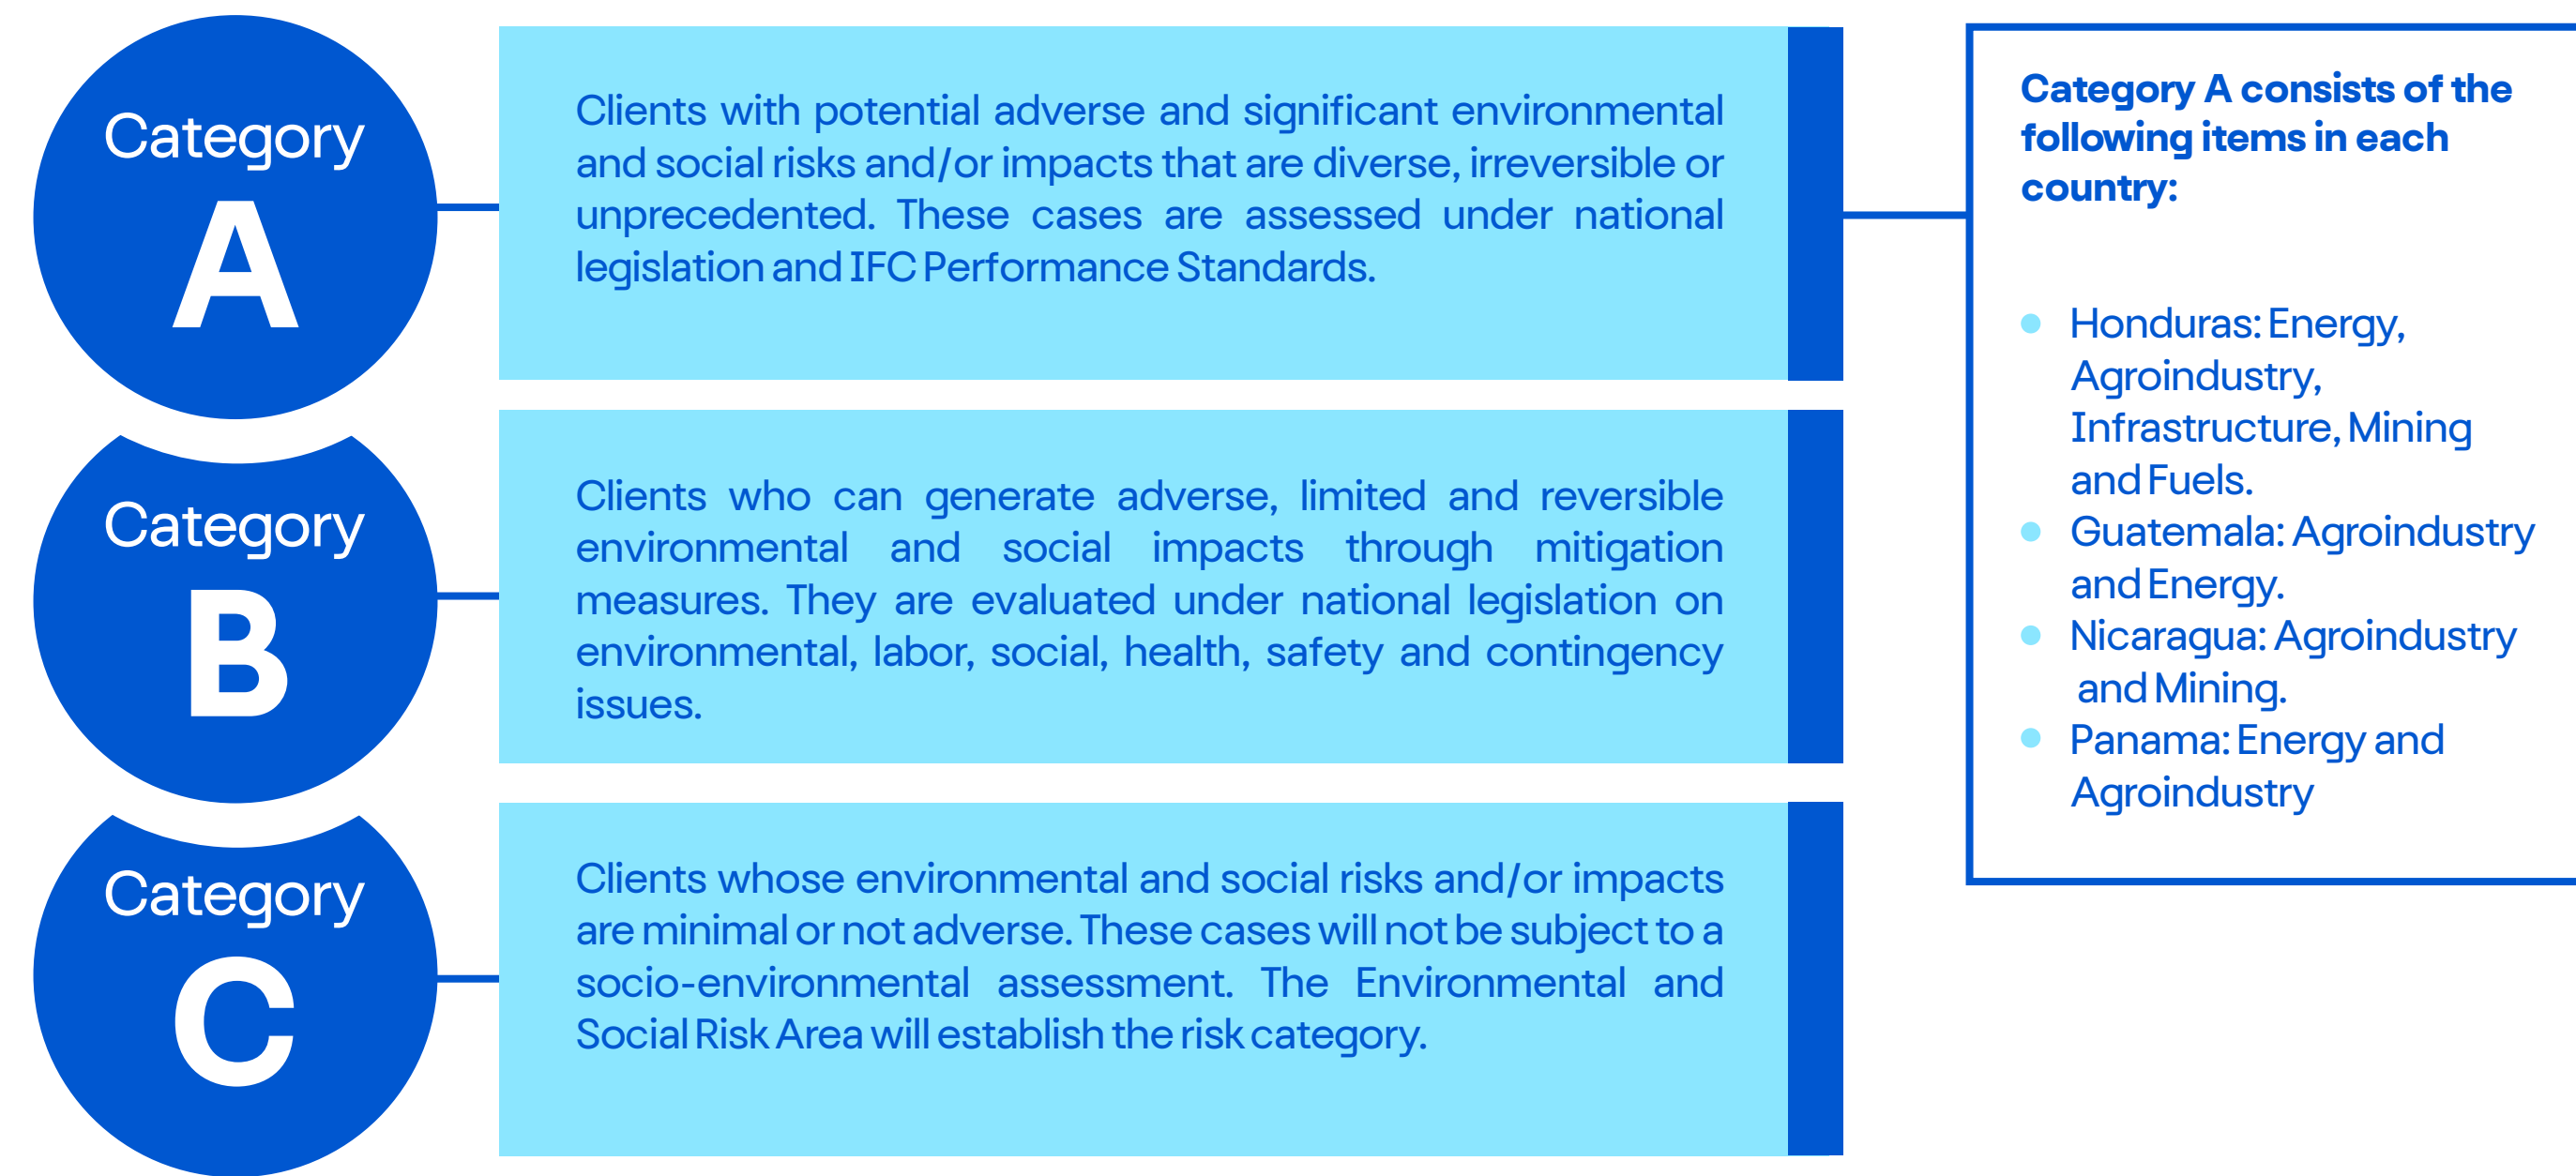 Category
A
Clients with potential adverse and significant environmental
and social risks and/or impacts that are diverse, irreversible or
unprecedented. These cases are assessed under national
legislation and IFC Performance Standards.
Category A consists of the
following items in each
country:
Honduras: Energy,
Agroindustry,
Infrastructure, Mining
and Fuels.
Guatemala: Agroindustry
and Energy.
Nicaragua: Agroindustry
and Mining.
Panama: Energy and
Agroindustry
Category
B
Clients who can generate adverse, limited and reversible
environmental and social impacts through mitigation
measures. They are evaluated under national legislation on
environmental, labor, social, health, safety and contingency
issues.
Category
C
Clients whose environmental and social risks and/or impacts
are minimal or not adverse. These cases will not be subject to a
socio-environmental assessment. The Environmental and
Social Risk Area will establish the risk category.